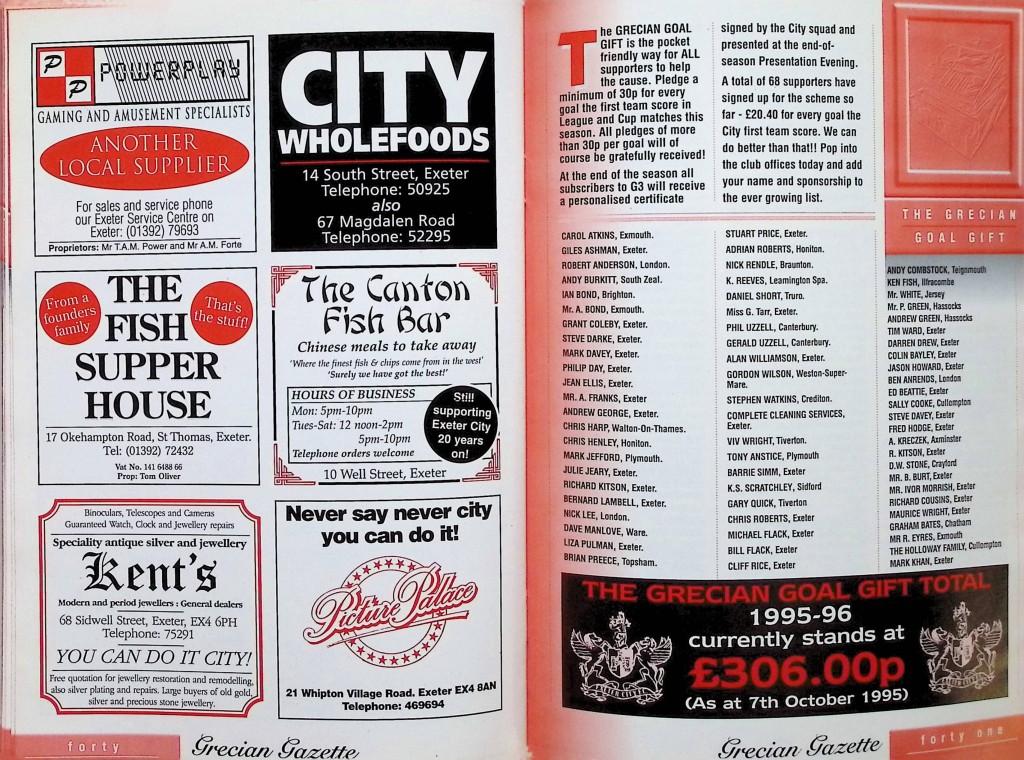 P
P
POWERPLAY
GAMING AND AMUSEMENT SPECIALISTS
ANOTHER
LOCAL SUPPLIER
For sales and service phone
our Exeter Service Centre on
Exeter: (01392) 79693
Proprietors: Mr T.A.M. Power and Mr A.M. Forte
CITY
WHOLEFOODS
14 South Street, Exeter
Telephone: 50925
also
67 Magdalen Road
Telephone: 52295
From a
founders
family
THE
FISH
SUPPER
HOUSE
That's
the stuff!
17 Okehampton Road, St Thomas, Exeter.
Tel: (01392) 72432
Vat No. 141 6488 66
Prop: Tom Oliver
The Canton
Fish Bar
Chinese meals to take away
'Where the finest fish & chips come from in the west'
'Surely we have got the best!'
HOURS OF BUSINESS
Mon: 5pm-10pm
Tues-Sat: 12 noon-2pm
5pm-10pm
Telephone orders welcome
Still
supporting
Exeter City
20 years
on!
10 Well Street, Exeter
Binoculars, Telescopes and Cameras
Guaranteed Watch, Clock and Jewellery repairs
Speciality antique silver and jewellery
Kent's
Modern and period jewellers : General dealers
68 Sidwell Street, Exeter, EX4 6PH
Telephone: 75291
YOU CAN DO IT CITY!
Free quotation for jewellery restoration and remodelling,
also silver plating and repairs. Large buyers of old gold,
silver and precious stone jewellery.
Never say never city
you can do it!
Picture Palace
21 Whipton Village Road. Exeter EX4 8AN
Telephone: 469694
forty
Grecian Gazette
The GRECIAN GOAL
GIFT is the pocket
friendly way for ALL
supporters to help
the cause. Pledge a
minimum of 30p for every
goal the first team score in
League and Cup matches this
season. All pledges of more
than 30p per goal will of
course be gratefully received!
At the end of the season all
subscribers to G3 will receive
a personalised certificate
signed by the City squad and
presented at the end-of-
season Presentation Evening.
A total of 68 supporters have
signed up for the scheme so
far - £20.40 for every goal the
City first team score. We can
do better than that!! Pop into
the club offices today and add
your name and sponsorship to
the ever growing list.
THE GRECIAN
GOAL GIFT
CAROL ATKINS, Exmouth.
GILES ASHMAN, Exeter.
ROBERT ANDERSON, London.
ANDY BURKITT, South Zeal.
IAN BOND, Brighton.
Mr. A. BOND, Exmouth.
GRANT COLEBY, Exeter.
STEVE DARKE, Exeter.
MARK DAVEY, Exeter.
PHILIP DAY, Exeter.
JEAN ELLIS, Exeter.
MR. A. FRANKS, Exeter
ANDREW GEORGE, Exeter.
CHRIS HARP, Walton-On-Thames.
CHRIS HENLEY, Honiton.
MARK JEFFORD, Plymouth.
JULIE JEARY, Exeter.
RICHARD KITSON, Exeter.
BERNARD LAMBELL, Exeter.
NICK LEE, London.
DAVE MANLOVE, Ware.
LIZA PULMAN, Exeter.
BRIAN PREECE, Topsham.
STUART PRICE, Exeter.
ADRIAN ROBERTS, Honiton.
NICK RENDLE, Braunton.
K. REEVES, Leamington Spa.
DANIEL SHORT, Truro.
Miss G. Tarr, Exeter.
PHIL UZZELL, Canterbury.
GERALD UZZELL, Canterbury.
ALAN WILLIAMSON, Exeter.
GORDON WILSON, Weston-Super-
Mare.
STEPHEN WATKINS, Crediton.
COMPLETE CLEANING SERVICES,
Exeter.
VIV WRIGHT, Tiverton.
TONY ANSTICE, Plymouth
BARRIE SIMM, Exeter
K.S. SCRATCHLEY, Sidford
GARY QUICK, Tiverton
CHRIS ROBERTS, Exeter
MICHAEL FLACK, Exeter
BILL FLACK, Exeter
CLIFF RICE, Exeter
ANDY COMBSTOCK, Teignmouth
KEN FISH, Ilfracombe
Mr. WHITE, Jersey
Mr. P. GREEN, Hassocks
ANDREW GREEN, Hassocks
TIM WARD, Exeter
DARREN DREW, Exeter
COLIN BAYLEY, Exeter
JASON HOWARD, Exeter
BEN ANRENDS, London
ED BEATTIE, Exeter
SALLY COOKE, Cullompton
STEVE DAVEY, Exeter
FRED HODGE, Exeter
A. KRECZEK, Axminster
R. KITSON, Exeter
D.W. STONE, Crayford
MR. B. BURT, Exeter
MR. IVOR MORRISH, Exeter
RICHARD COUSINS, Exeter
MAURICE WRIGHT, Exeter
GRAHAM BATES, Chatham
MR R. EYRES, Exmouth
THE HOLLOWAY FAMILY, Cullompton
MARK KHAN, Exeter
THE GRECIAN GOAL GIFT TOTAL
1995-96
currently stands at
£306.00p
(As at 7th October 1995)
EXETER CITY FC
EXETER CITY FC
Grecian Gazette
forty one